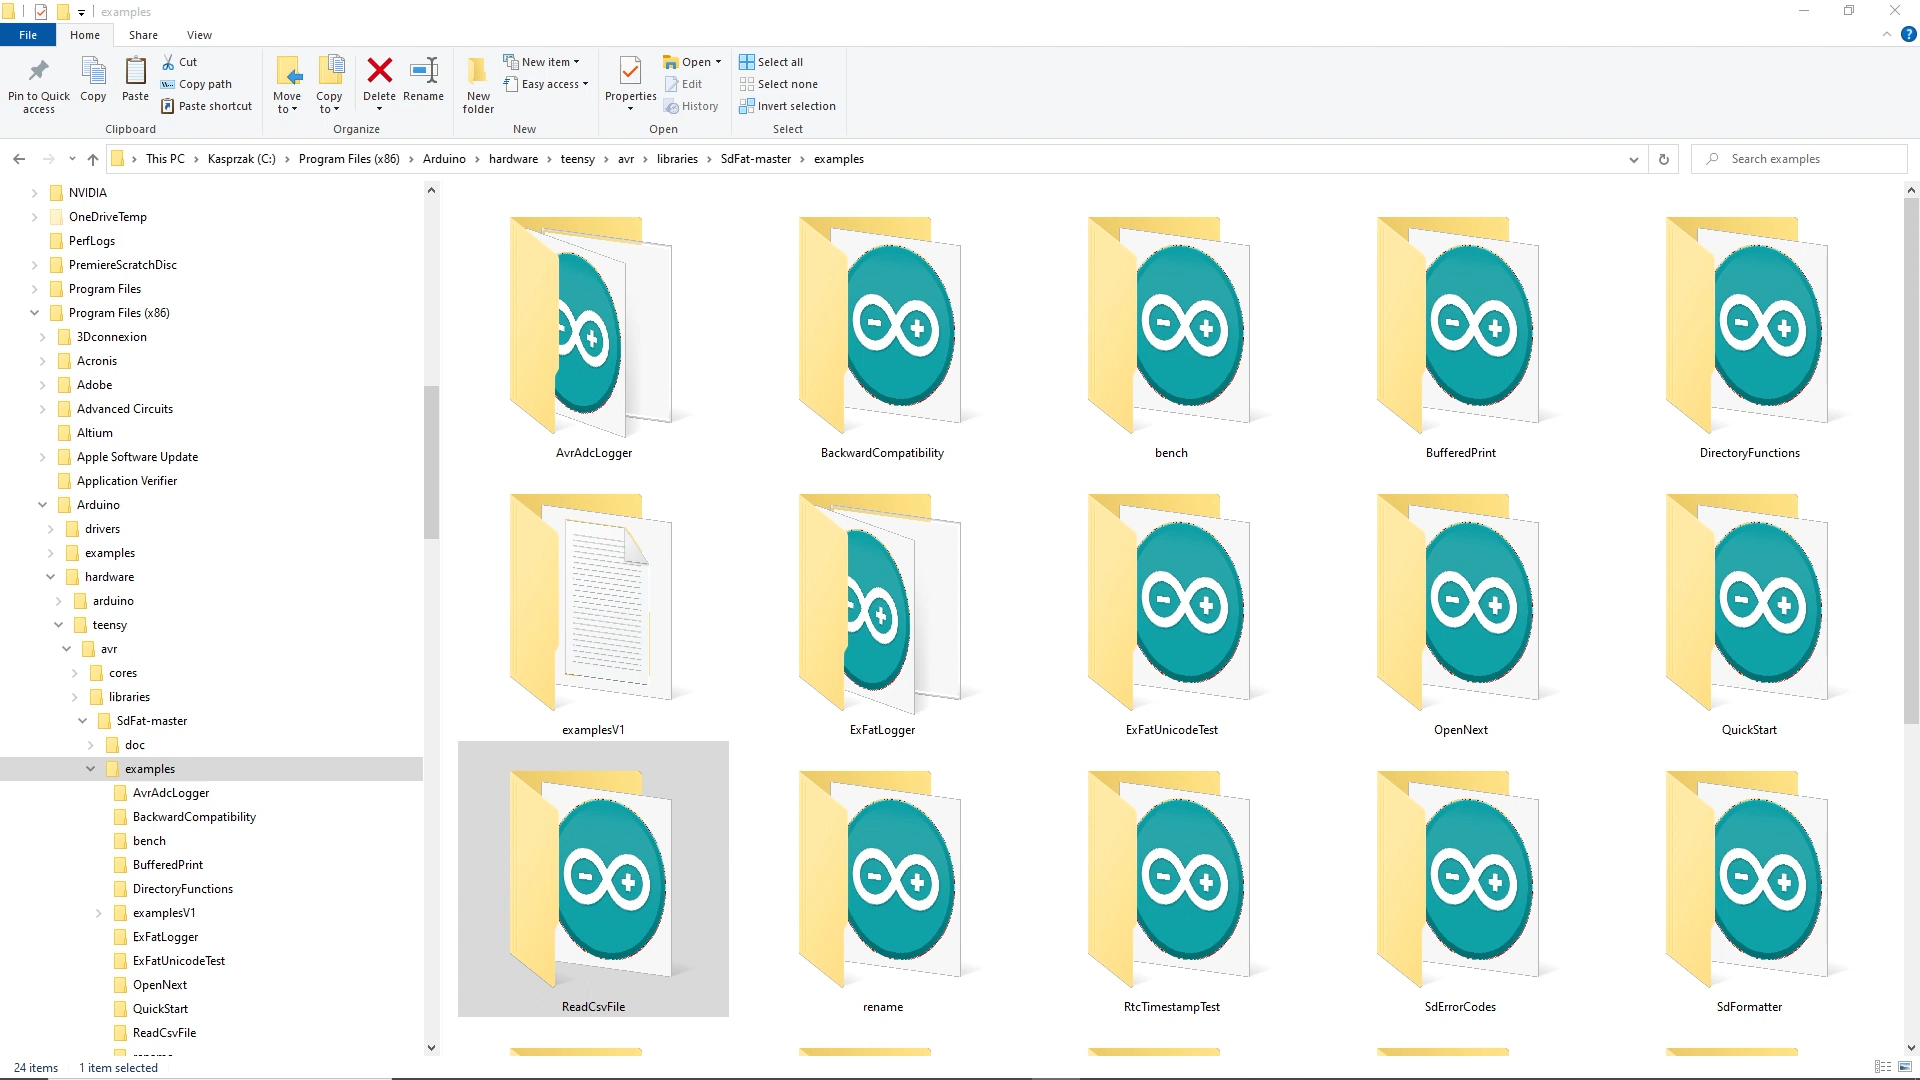 examples
File Home Share View
Pin to Quick access
Copy
Paste
Cut
Copy path
Paste shortcut
Clipboard
Move to
Copy to
Delete
Rename
Organize
New folder
New item
Easy access
New
Properties
Open
Edit
History
Open
Select all
Select none
Invert selection
Select
This PC › Kasprzak (C:) › Program Files (x86) › Arduino › hardware › teensy › avr › libraries › SdFat-master › examples
Search examples
NVIDIA
OneDriveTemp
PerfLogs
PremiereScratchDisc
Program Files
Program Files (x86)
3Dconnexion
Acronis
Adobe
Advanced Circuits
Altium
Apple Software Update
Application Verifier
Arduino
drivers
examples
hardware
arduino
teensy
avr
cores
libraries
SdFat-master
doc
examples
AvrAdcLogger
BackwardCompatibility
bench
BufferedPrint
DirectoryFunctions
examplesV1
ExFatLogger
ExFatUnicodeTest
OpenNext
QuickStart
ReadCsvFile
AvrAdcLogger BackwardCompatibility bench BufferedPrint DirectoryFunctions
examplesV1 ExFatLogger ExFatUnicodeTest OpenNext QuickStart
ReadCsvFile rename RtcTimestampTest SdErrorCodes SdFormatter
24 items 1 item selected